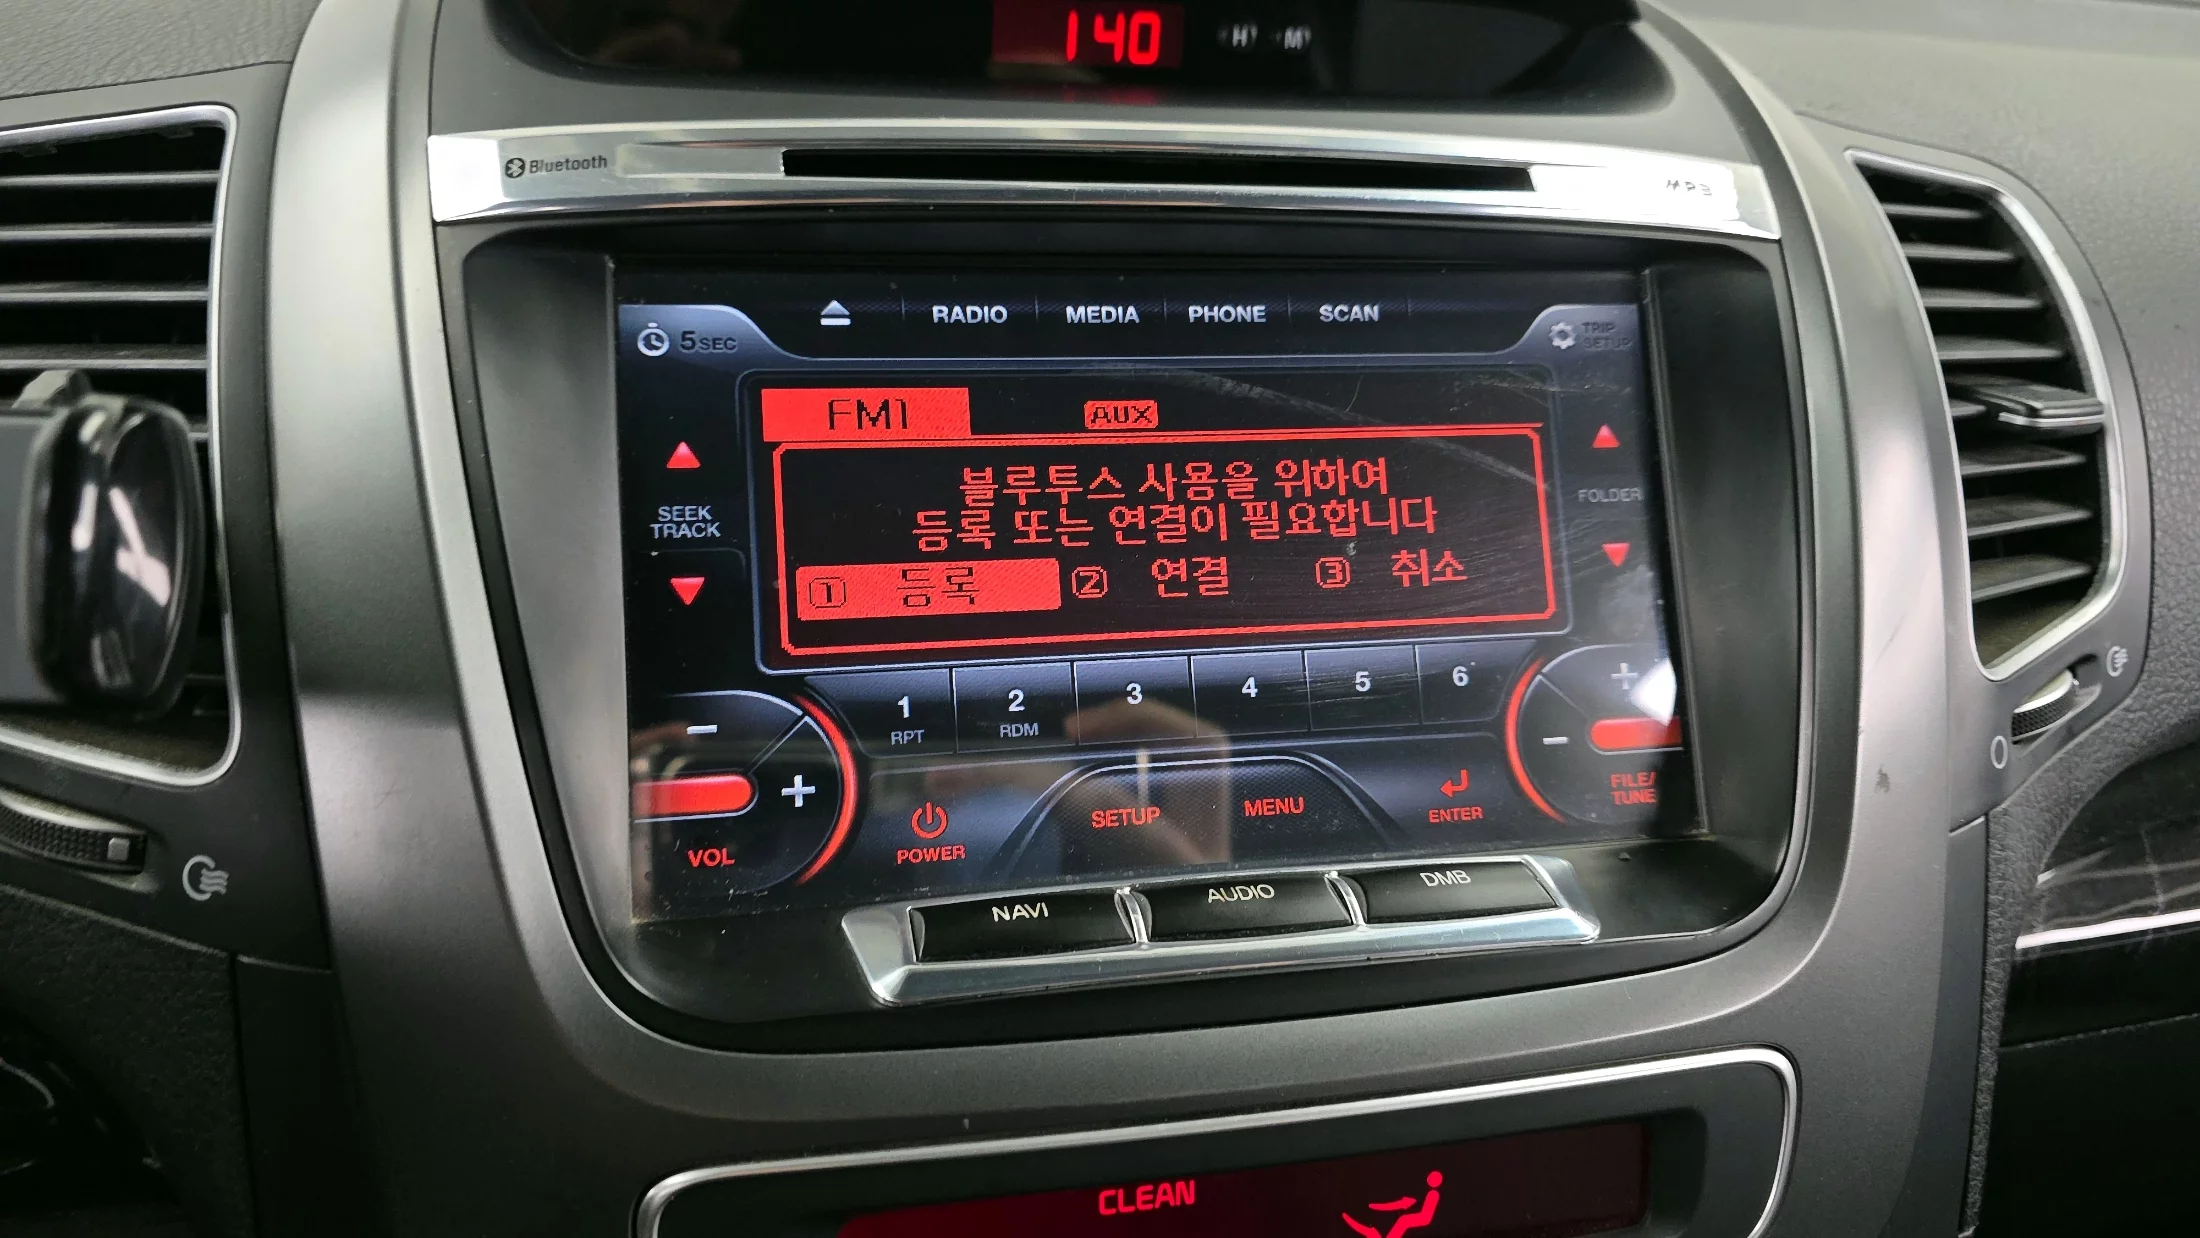 140
H M
Bluetooth
MP3
RADIO MEDIA PHONE SCAN
5SEC
TRIP
SETUP
FM1 AUX
블루투스 사용을 위하여
등록 또는 연결이 필요합니다
① 등록 ② 연결 ③ 취소
SEEK
TRACK
FOLDER
1 2 3 4 5 6
RPT RDM
VOL
POWER
SETUP
MENU
ENTER
FILE/
TUNE
NAVI AUDIO DMB
CLEAN